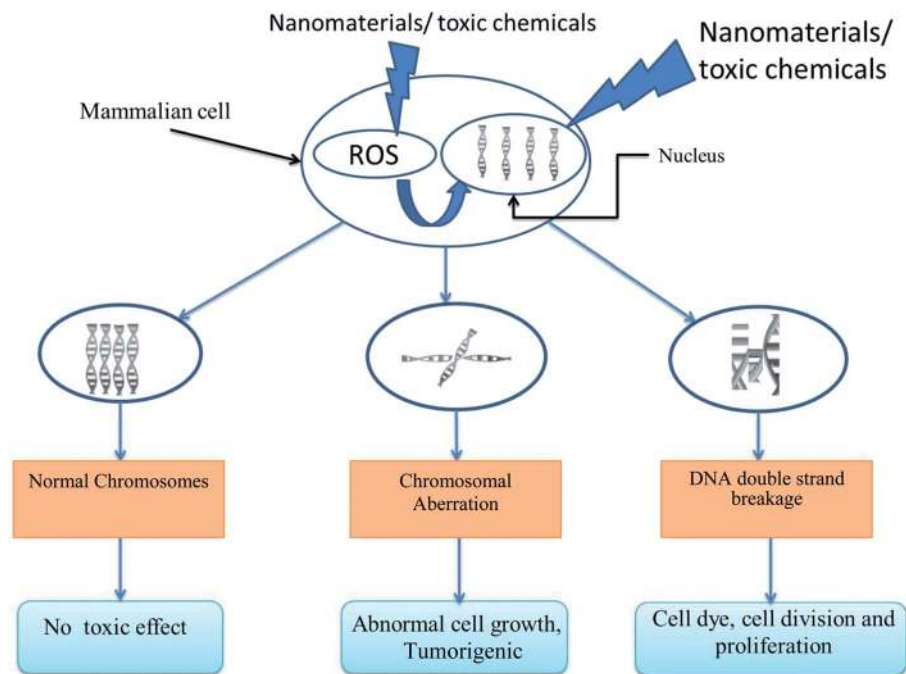 Nanomaterials/ toxic chemicals
Nanomaterials/
toxic chemicals
Mammalian cell
ROS
Nucleus
Normal Chromosomes
Chromosomal
Aberration
DNA double strand
breakage
No toxic effect
Abnormal cell growth,
Tumorigenic
Cell dye, cell division and
proliferation